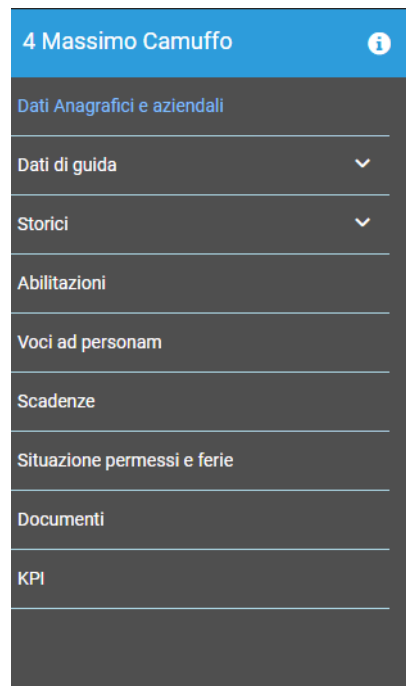 4 Massimo Camuffo
Dati Anagrafici e aziendali
Dati di guida
Storici
Abilitazioni
Voci ad personam
Scadenze
Situazione permessi e ferie
Documenti
KPI